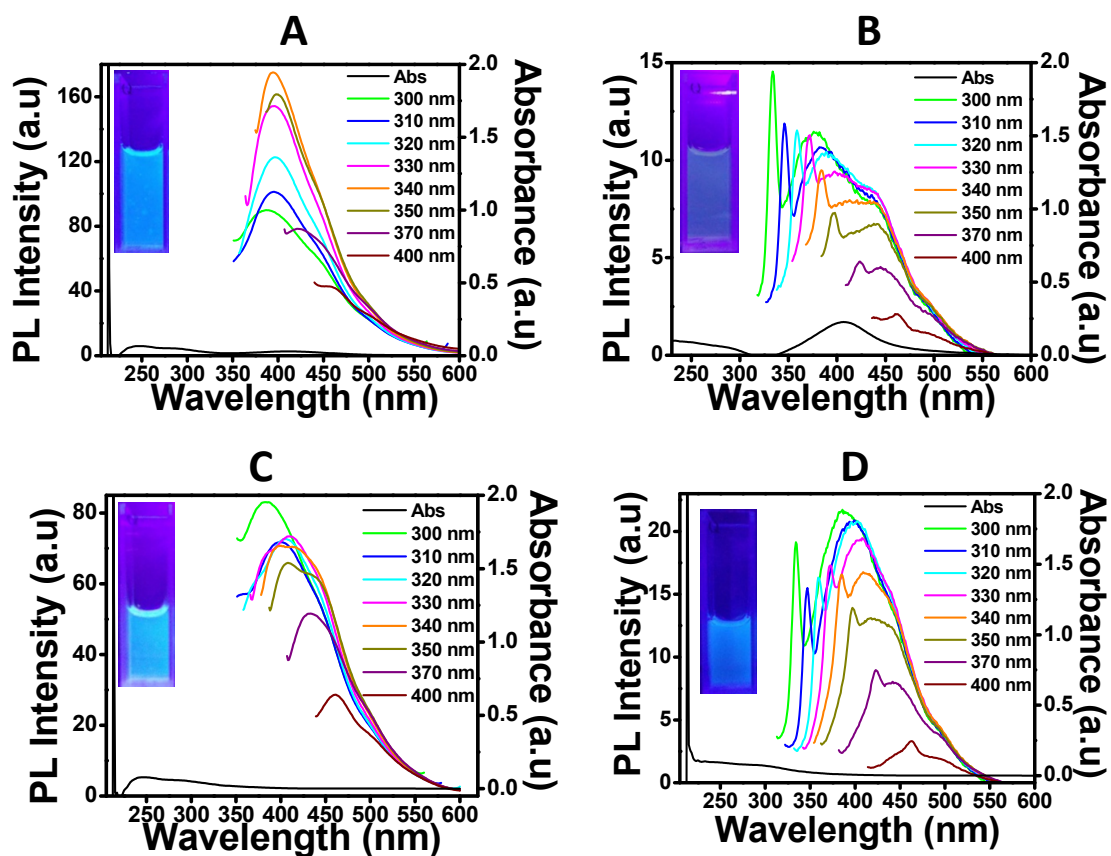 A
PL Intensity (a.u)
160
120
80
40
0
Abs
300 nm
310 nm
320 nm
330 nm
340 nm
350 nm
370 nm
400 nm
2.0
1.5
1.0
0.5
0.0
Absorbance (a.u)
250 300 350 400 450 500 550 600
Wavelength (nm)
B
PL Intensity (a.u)
15
10
5
0
Abs
300 nm
310 nm
320 nm
330 nm
340 nm
350 nm
370 nm
400 nm
2.0
1.5
1.0
0.5
0.0
Absorbance (a.u)
250 300 350 400 450 500 550 600
Wavelength (nm)
C
PL Intensity (a.u)
80
60
40
20
0
Abs
300 nm
310 nm
320 nm
330 nm
340 nm
350 nm
370 nm
400 nm
2.0
1.5
1.0
0.5
0.0
Absorbance (a.u)
250 300 350 400 450 500 550 600
Wavelength (nm)
D
PL Intensity (a.u)
20
15
10
5
0
Abs
300 nm
310 nm
320 nm
330 nm
340 nm
350 nm
370 nm
400 nm
2.0
1.5
1.0
0.5
0.0
Absorbance (a.u)
200 250 300 350 400 450 500 550 600
Wavelength (nm)